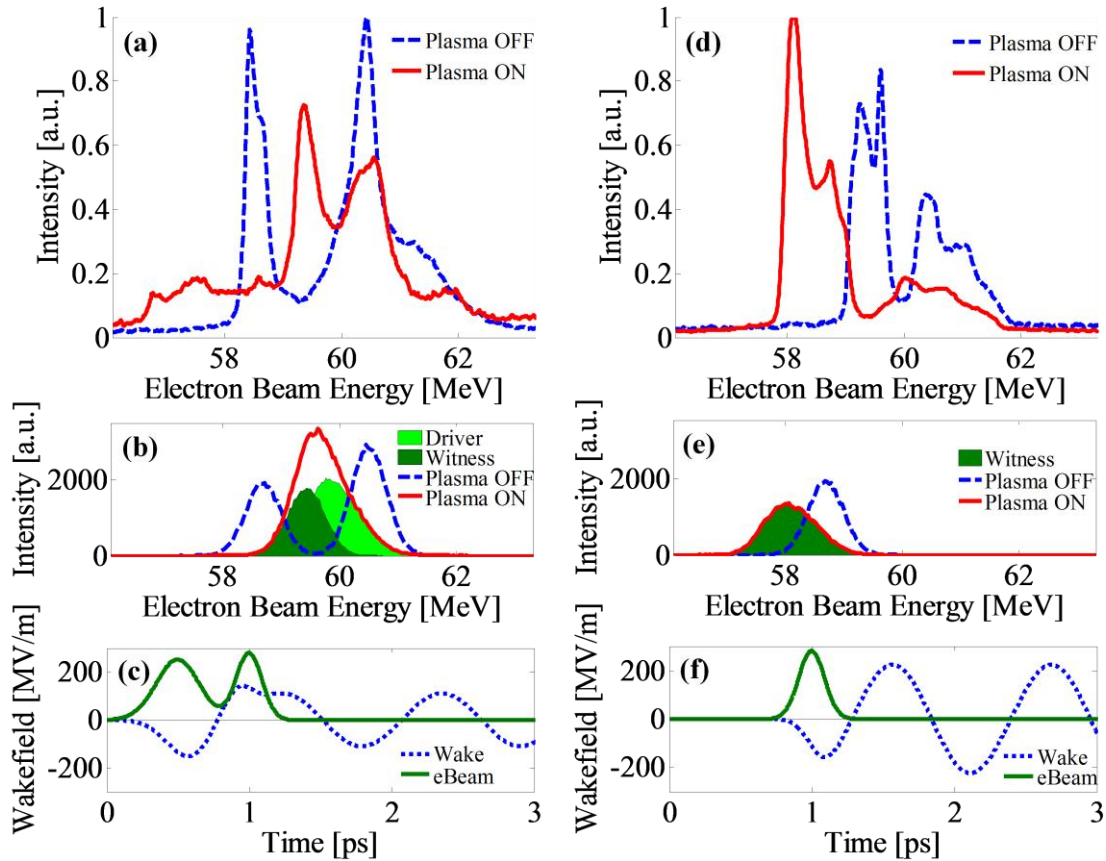 (a)
Plasma OFF
Plasma ON
Intensity [a.u.]
1
0.8
0.6
0.4
0.2
0
58 60 62
Electron Beam Energy [MeV]
(d)
Plasma OFF
Plasma ON
Intensity [a.u.]
1
0.8
0.6
0.4
0.2
0
58 60 62
Electron Beam Energy [MeV]
(b)
Driver
Witness
Plasma OFF
Plasma ON
Intensity [a.u.]
2000
0
58 60 62
Electron Beam Energy [MeV]
(e)
Witness
Plasma OFF
Plasma ON
Intensity [a.u.]
2000
0
58 60 62
Electron Beam Energy [MeV]
(c)
Wake
eBeam
Wakefield [MV/m]
200
0
-200
0 1 2 3
Time [ps]
(f)
Wake
eBeam
Wakefield [MV/m]
200
0
-200
0 1 2 3
Time [ps]